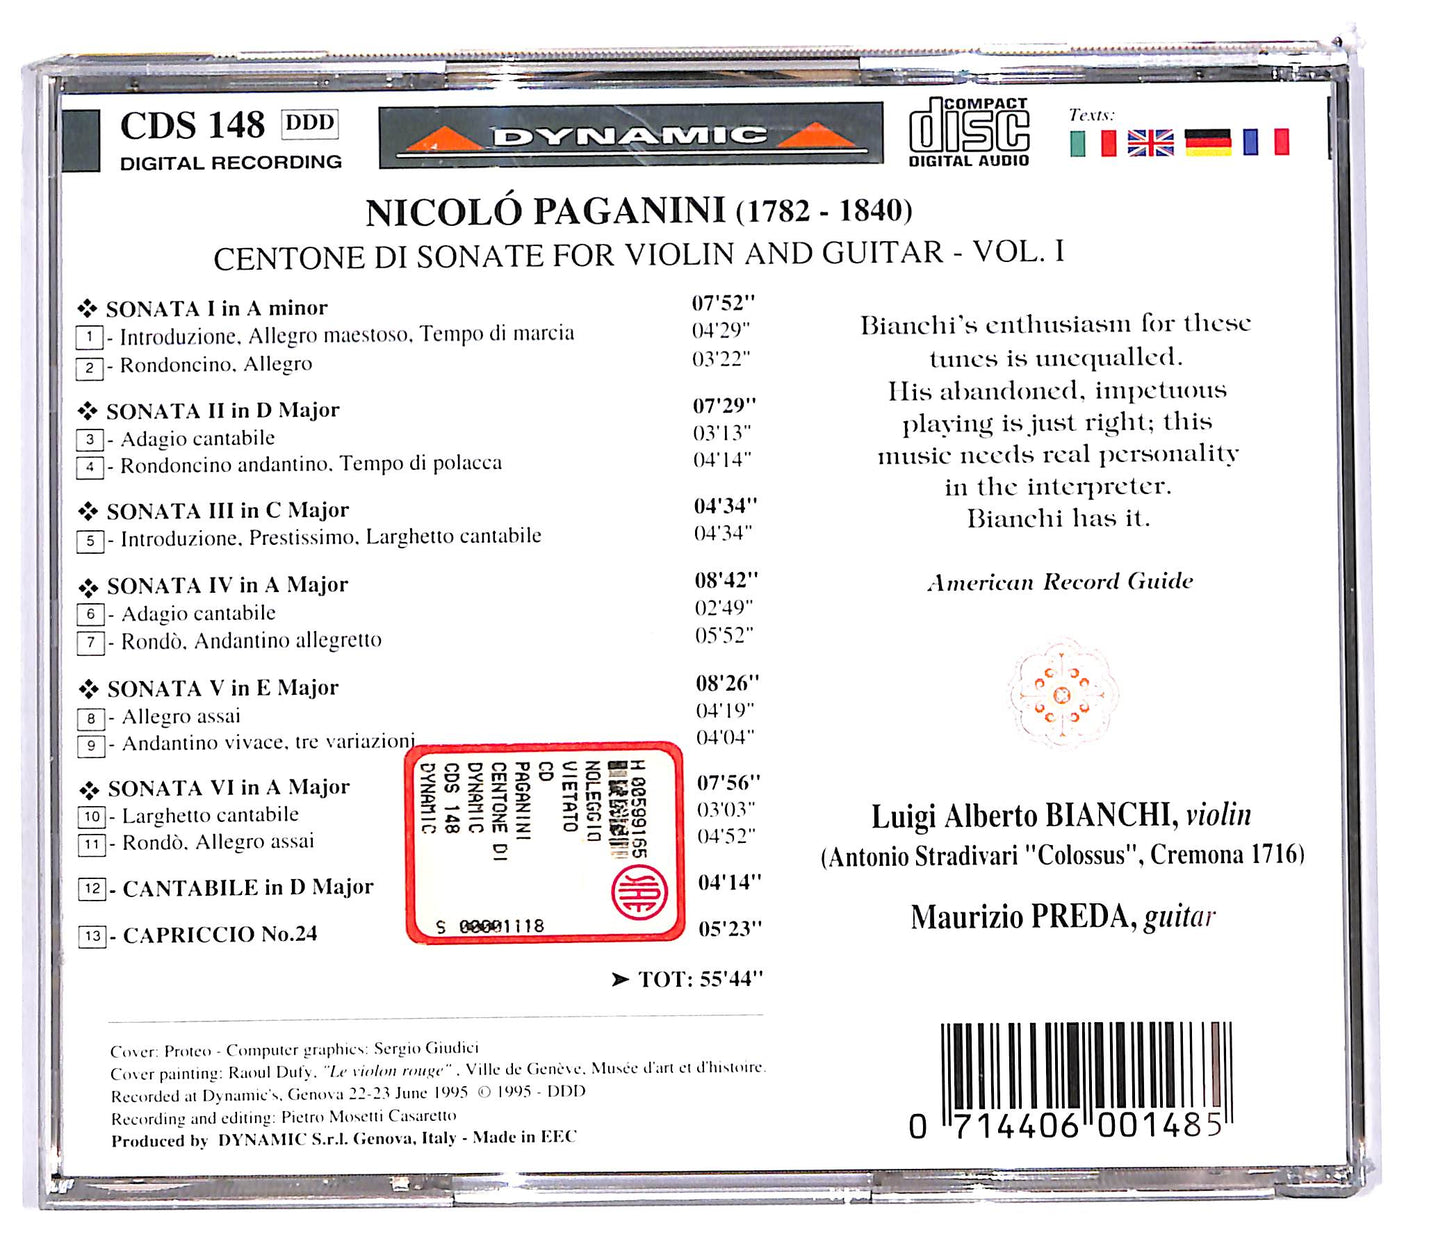 CDS 148 DDD
DIGITAL RECORDING
DYNAMIC
COMPACT
disc
DIGITAL AUDIO
Texts:
NICOLÓ PAGANINI (1782 - 1840)
CENTONE DI SONATE FOR VIOLIN AND GUITAR - VOL. I
❖ SONATA I in A minor 07'52"
1 - Introduzione, Allegro maestoso, Tempo di marcia 04'29"
2 - Rondoncino, Allegro 03'22"
❖ SONATA II in D Major 07'29"
3 - Adagio cantabile 03'13"
4 - Rondoncino andantino, Tempo di polacca 04'14"
❖ SONATA III in C Major 04'34"
5 - Introduzione, Prestissimo, Larghetto cantabile 04'34"
❖ SONATA IV in A Major 08'42"
6 - Adagio cantabile 02'49"
7 - Rondò, Andantino allegretto 05'52"
❖ SONATA V in E Major 08'26"
8 - Allegro assai 04'19"
9 - Andantino vivace, tre variazioni 04'04"
❖ SONATA VI in A Major 07'56"
10 - Larghetto cantabile 03'03"
11 - Rondò, Allegro assai 04'52"
12 - CANTABILE in D Major 04'14"
13 - CAPRICCIO No.24 05'23"
➤ TOT: 55'44"
H 00599165
NOLEGGIO
VIETATO
CD
PAGANINI
CENTONE DI
DYNAMIC
CDS 148
DYNAMIC
SIAE
S 00001118
Bianchi's enthusiasm for these
tunes is unequalled.
His abandoned, impetuous
playing is just right; this
music needs real personality
in the interpreter.
Bianchi has it.
American Record Guide
Luigi Alberto BIANCHI, violin
(Antonio Stradivari "Colossus", Cremona 1716)
Maurizio PREDA, guitar
Cover: Proteo - Computer graphics: Sergio Giudici
Cover painting: Raoul Dufy, "Le violon rouge" , Ville de Genève, Musée d'art et d'histoire.
Recorded at Dynamic's, Genova 22-23 June 1995 © 1995 - DDD
Recording and editing: Pietro Mosetti Casaretto
Produced by DYNAMIC S.r.l. Genova, Italy - Made in EEC
0 714406 001485